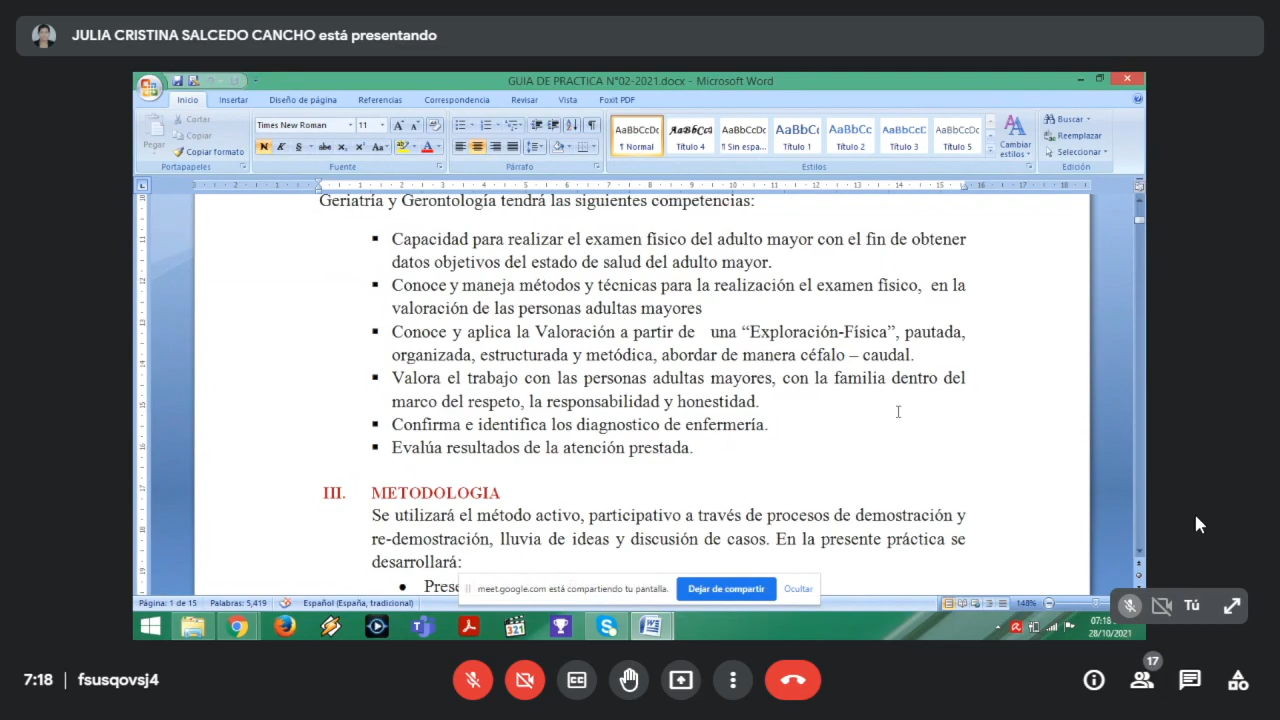 JULIA CRISTINA SALCEDO CANCHO está presentando
GUIA DE PRACTICA N°02-2021.docx - Microsoft Word
Inicio Insertar Diseño de página Referencias Correspondencia Revisar Vista Foxit PDF
Pegar
Cortar
Copiar
Copiar formato
Portapapeles
Times New Roman 11
Fuente
Párrafo
AaBbCcDc AaBbCcI AaBbCcDc AaBbCc AaBbCc AaBbCcI AaBbCcDc
¶ Normal Título 4 ¶ Sin espa... Título 1 Título 2 Título 3 Título 5
Estilos
Cambiar estilos
Buscar
Reemplazar
Seleccionar
Edición
Geriatría y Gerontología tendrá las siguientes competencias:
▪ Capacidad para realizar el examen físico del adulto mayor con el fin de obtener
datos objetivos del estado de salud del adulto mayor.
▪ Conoce y maneja métodos y técnicas para la realización el examen físico, en la
valoración de las personas adultas mayores
▪ Conoce y aplica la Valoración a partir de una “Exploración-Física”, pautada,
organizada, estructurada y metódica, abordar de manera céfalo – caudal.
▪ Valora el trabajo con las personas adultas mayores, con la familia dentro del
marco del respeto, la responsabilidad y honestidad.
▪ Confirma e identifica los diagnostico de enfermería.
▪ Evalúa resultados de la atención prestada.
III. METODOLOGIA
Se utilizará el método activo, participativo a través de procesos de demostración y
re-demostración, lluvia de ideas y discusión de casos. En la presente práctica se
desarrollará:
● Prese
meet.google.com está compartiendo tu pantalla. Dejar de compartir Ocultar
Página: 1 de 15 Palabras: 5,419 Español (España, tradicional) 148%
Tú
07:18
28/10/2021
7:18 | fsusqovsj4
17